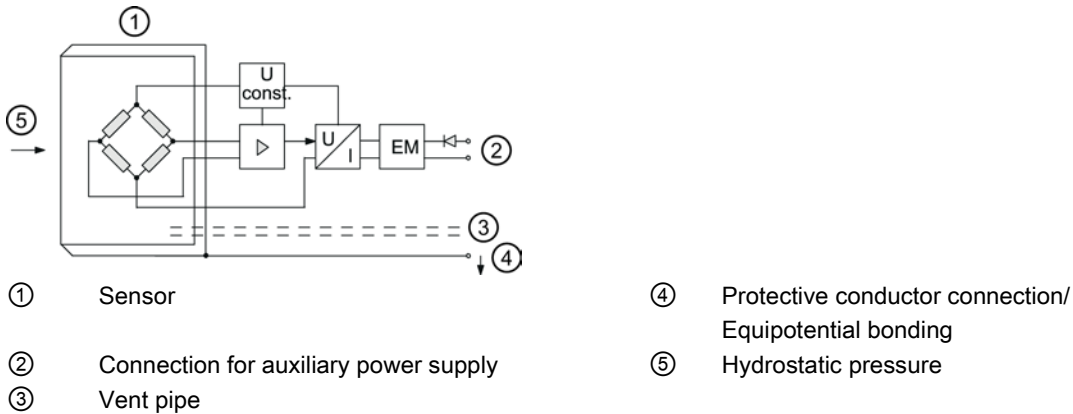 ①
U
const.
⑤
U
I
EM
②
③
④
① Sensor
④ Protective conductor connection/
Equipotential bonding
② Connection for auxiliary power supply
⑤ Hydrostatic pressure
③ Vent pipe